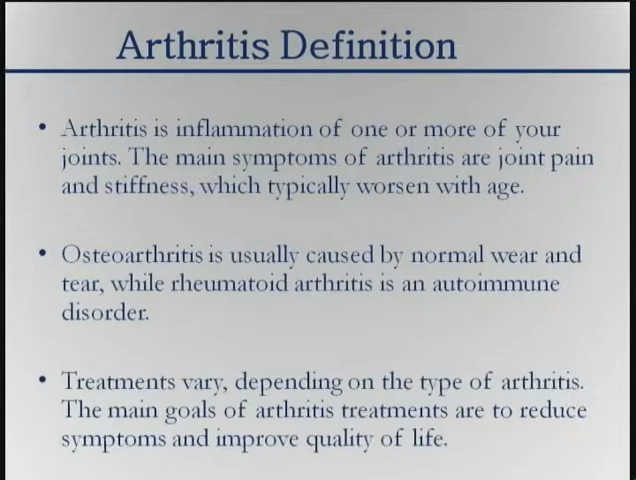 Arthritis Definition
• Arthritis is inflammation of one or more of your
joints. The main symptoms of arthritis are joint pain
and stiffness, which typically worsen with age.
• Osteoarthritis is usually caused by normal wear and
tear, while rheumatoid arthritis is an autoimmune
disorder.
• Treatments vary, depending on the type of arthritis.
The main goals of arthritis treatments are to reduce
symptoms and improve quality of life.